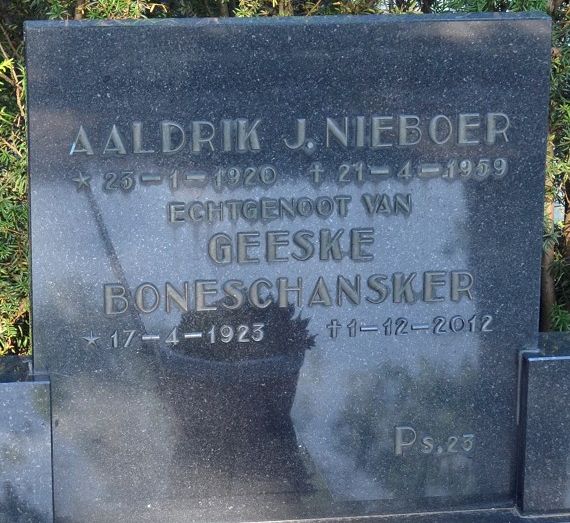 AALDRIK J. NIEBOER
* 25-1-1920 † 21-4-1959
ECHTGENOOT VAN
GEESKE
BONESCHANSKER
* 17-4-1923 † 1-12-2012
Ps. 23